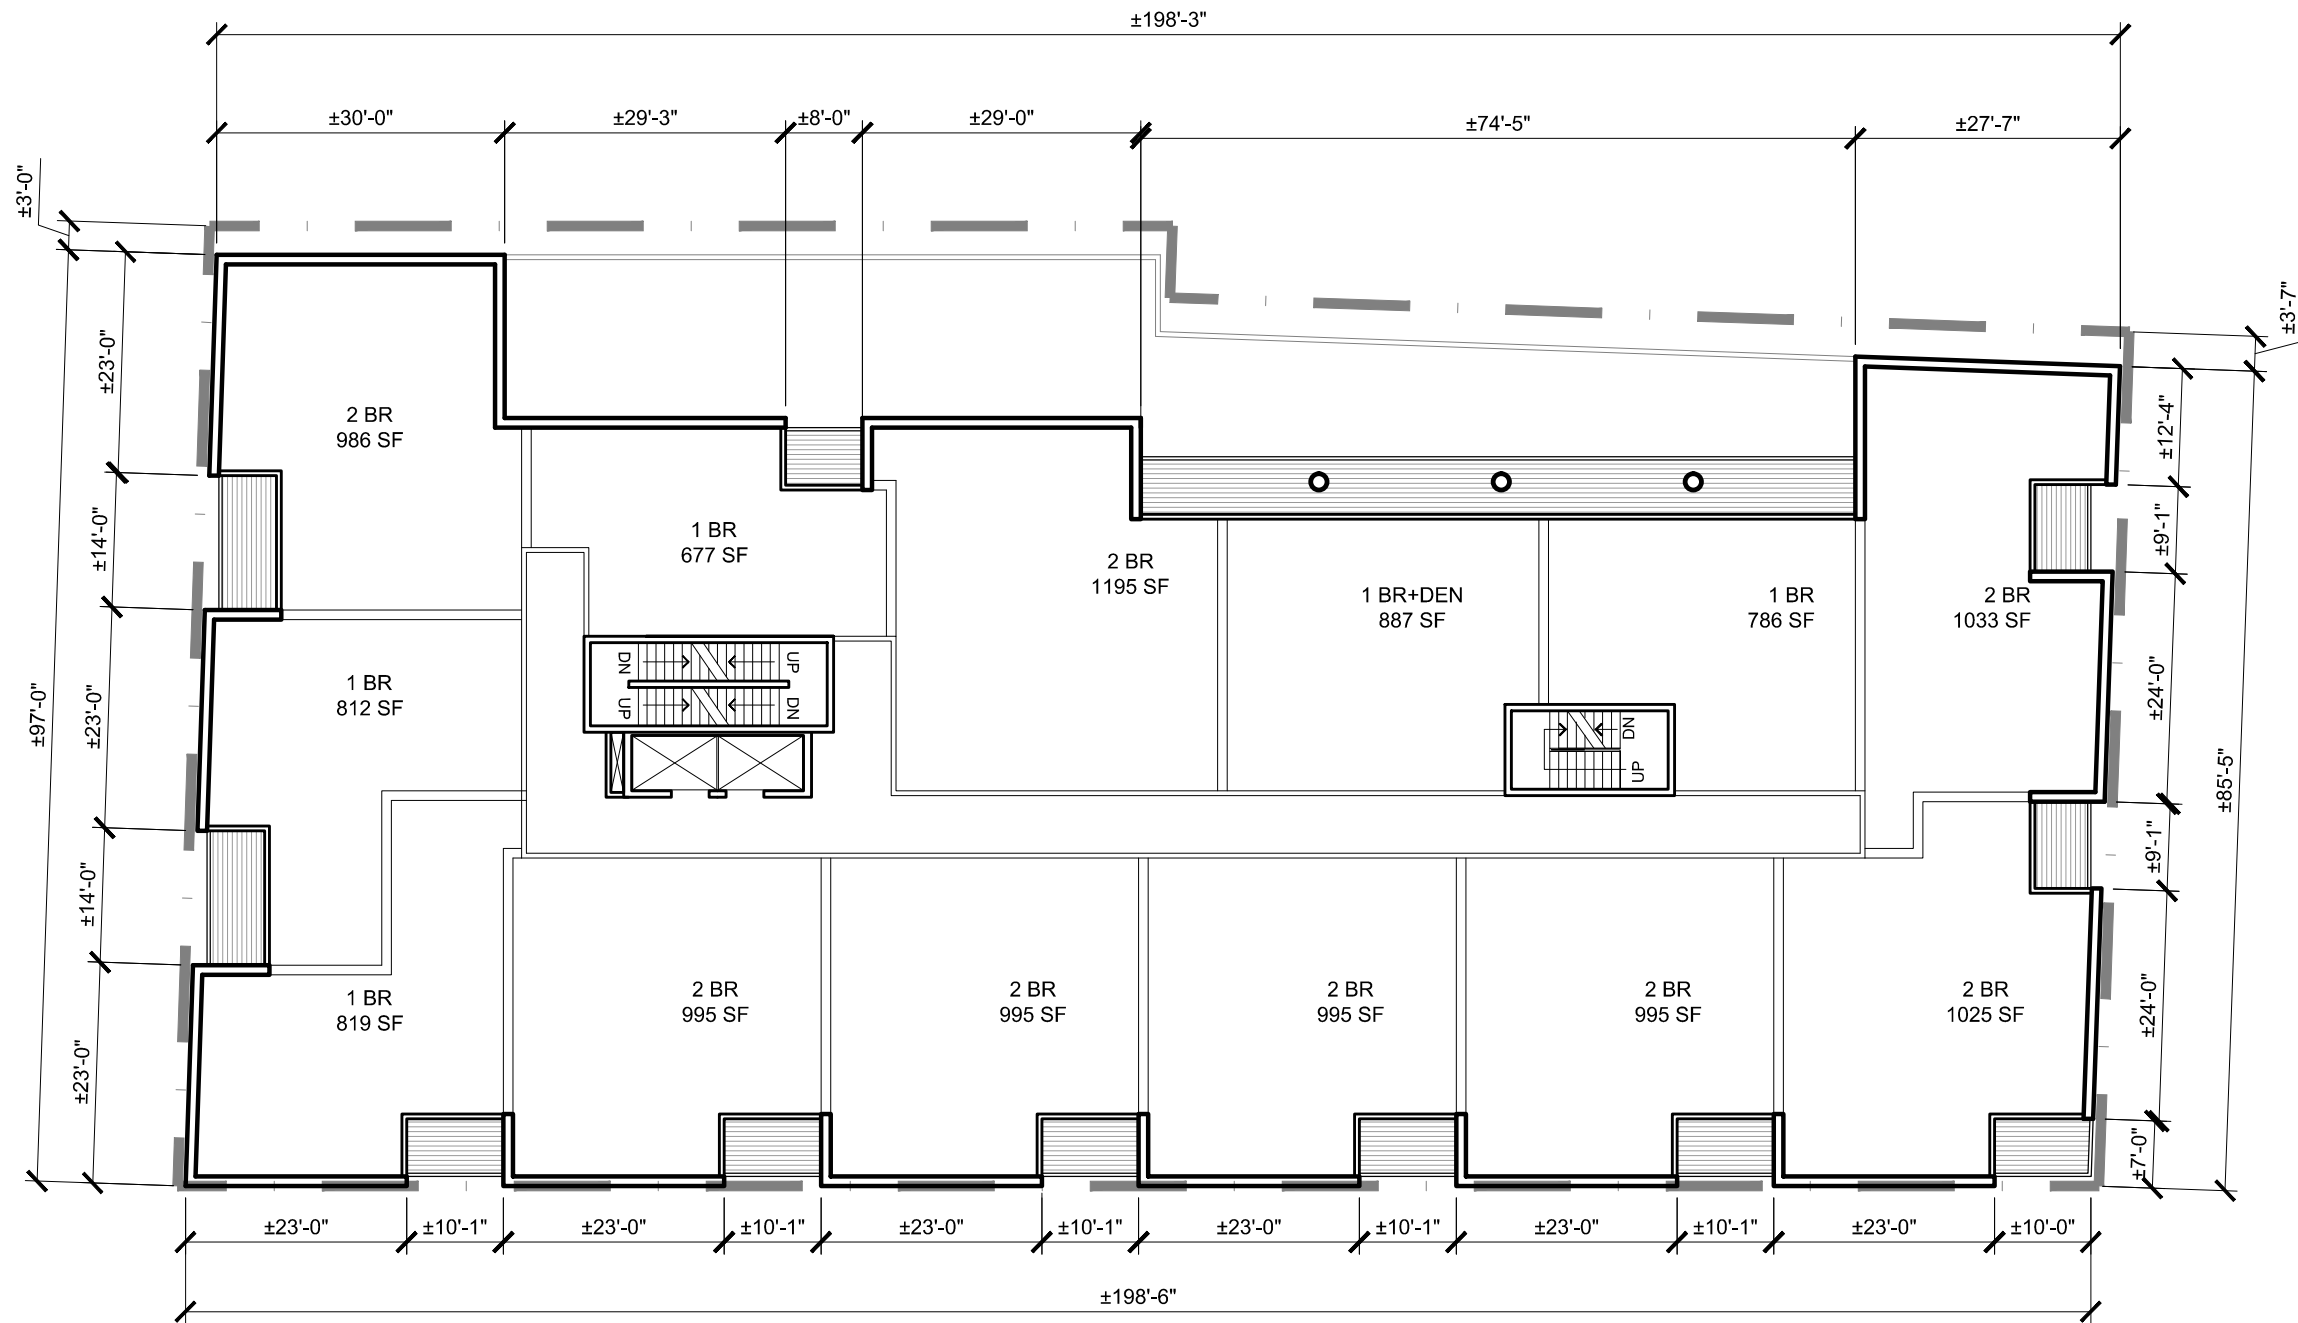 ±198'-3"
±30'-0"
±29'-3"
±8'-0"
±29'-0"
±74'-5"
±27'-7"
±3'-0"
±3'-7"
±97'-0"
±23'-0"
±14'-0"
±23'-0"
±14'-0"
±23'-0"
2 BR
986 SF
1 BR
677 SF
2 BR
1195 SF
1 BR+DEN
887 SF
1 BR
786 SF
2 BR
1033 SF
1 BR
812 SF
DN
UP
UP
DN
DN
UP
1 BR
819 SF
2 BR
995 SF
2 BR
995 SF
2 BR
995 SF
2 BR
995 SF
2 BR
1025 SF
±12'-4"
±9'-1"
±24'-0"
±9'-1"
±24'-0"
±7'-0"
±85'-5"
±23'-0"
±10'-1"
±23'-0"
±10'-1"
±23'-0"
±10'-1"
±23'-0"
±10'-1"
±23'-0"
±10'-1"
±23'-0"
±10'-0"
±198'-6"